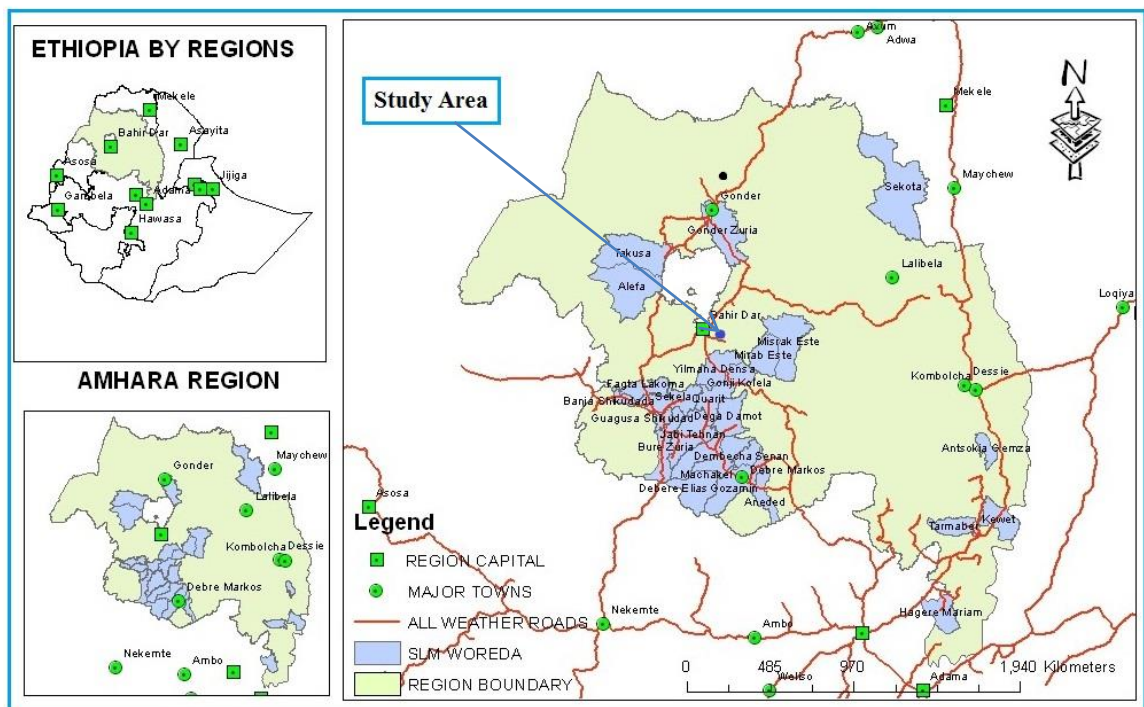 ETHIOPIA BY REGIONS
Mekele
Bahir Dar
Asayita
Asosa
Jijiga
Gambela
Adama
Hawasa
AMHARA REGION
Gonder
Maychew
Lalibela
Kombolcha
Dessie
Debre Markos
Nekemte
Ambo
Study Area
N
Axum
Adwa
Mekele
Sekota
Maychew
Gonder
Gonder Zuria
Takusa
Alefa
Lalibela
Loqiya
Bahir Dar
Misrak Este
Mirab Este
Yilmana Densa
Gonji Kolela
Kombolcha
Dessie
Fagta Lakoma
Sekela
Quarit
Banja Shikudada
Guagusa Shikudad
Dega Damot
Jabi Tehnan
Antsokia Gemza
Bure Zuria
Dembecha
Senan
Machakel
Debre Markos
Debere Elias
Gozamin
Aneded
Asosa
Kewet
Tarmaber
Legend
REGION CAPITAL
MAJOR TOWNS
ALL WEATHER ROADS
SLM WOREDA
REGION BOUNDARY
Nekemte
Ambo
Hagere Mariam
0 485 970 1,940 Kilometers
Weliso
Adama